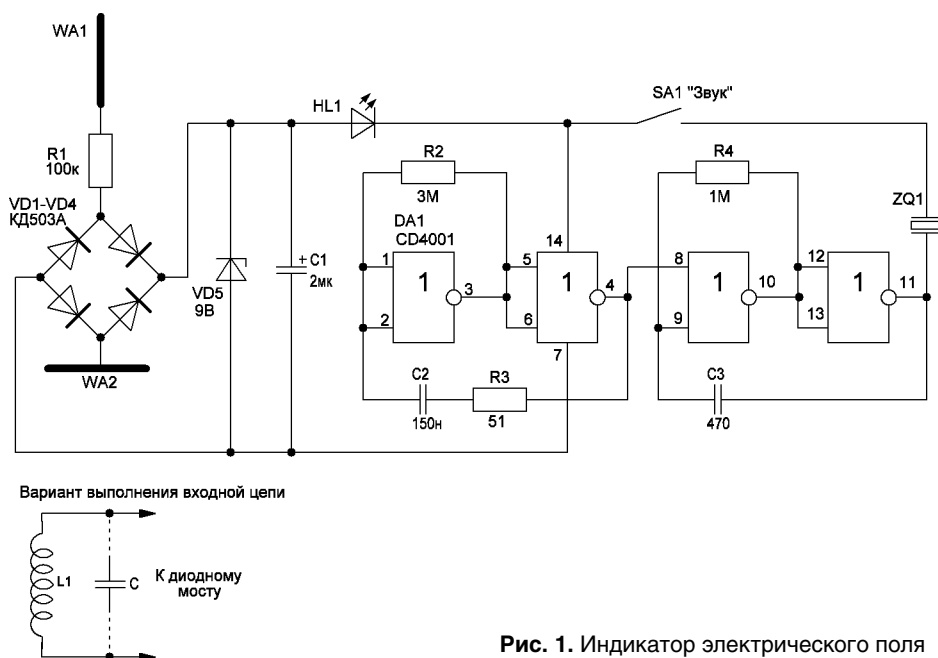 WA1
R1
100к
VD1-VD4
КД503А
WA2
VD5
9В
+
C1
2мк
HL1
R2
3М
DA1
CD4001
1
2
1
3
5
6
14
1
4
7
C2
150н
R3
51
SA1 "Звук"
R4
1М
8
9
1
10
12
13
1
11
C3
470
ZQ1
Вариант выполнения входной цепи
L1
C
К диодному
мосту
Рис. 1. Индикатор электрического поля